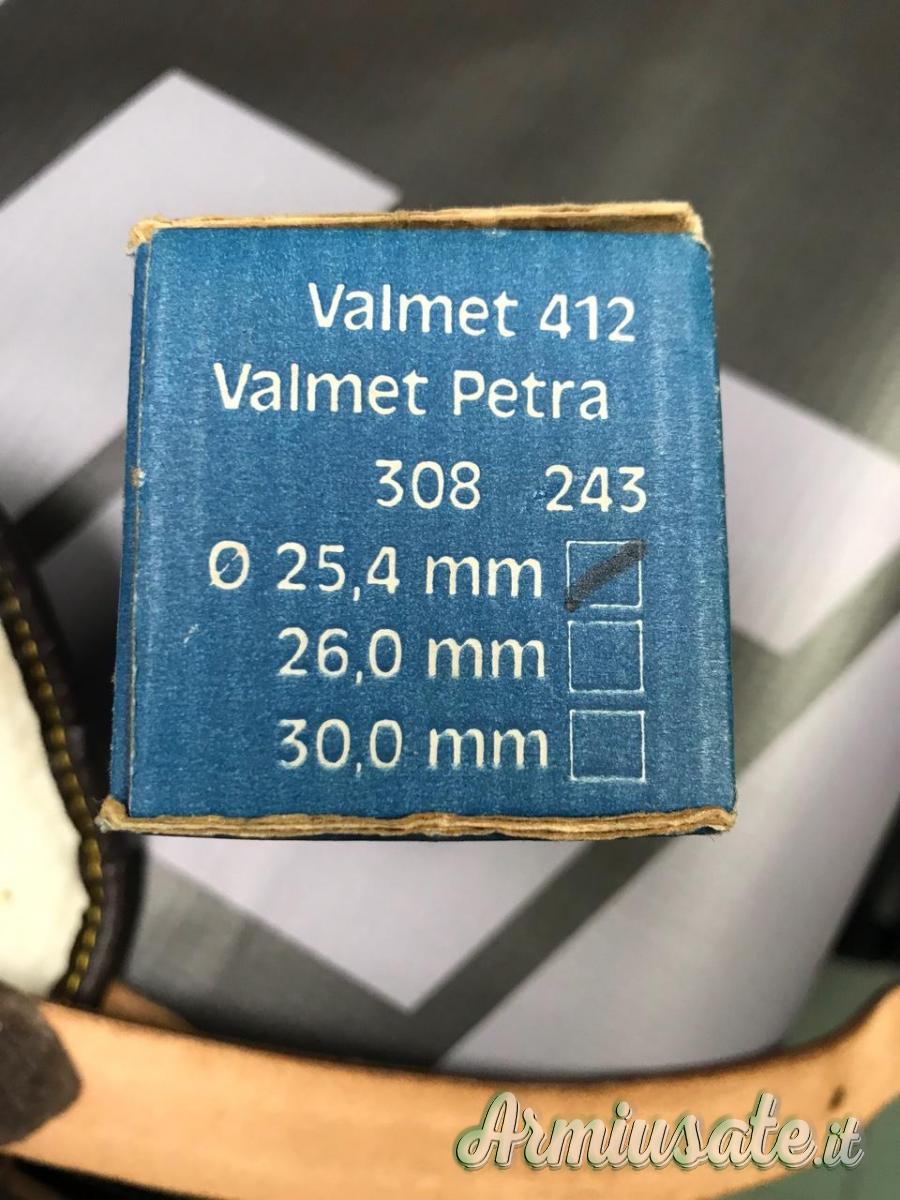 Valmet 412
Valmet Petra
308 243
Ø 25,4 mm
26,0 mm
30,0 mm
Armiusate.it